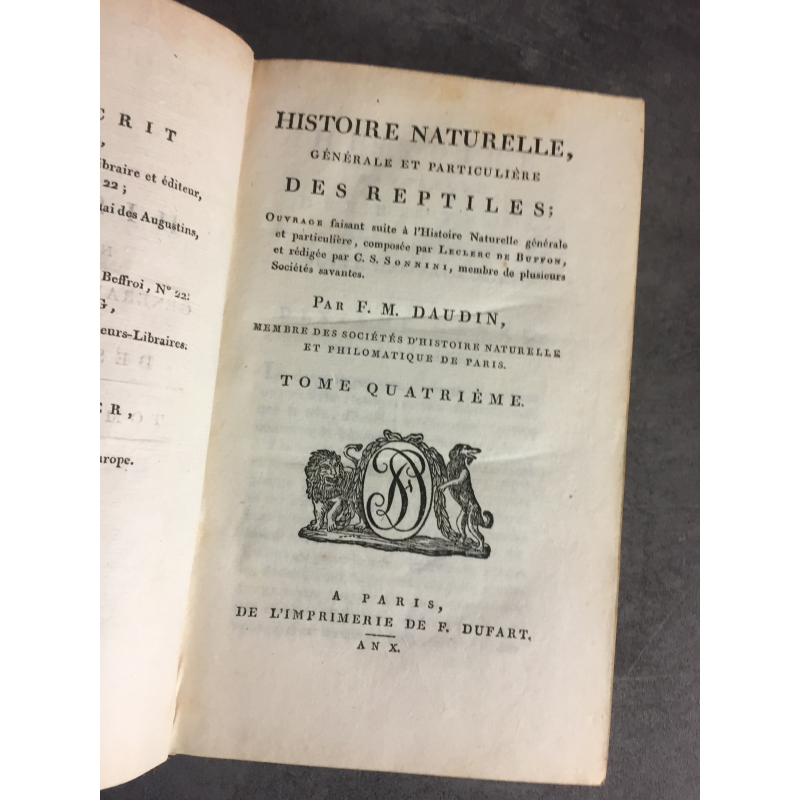 CRIT
libraire et éditeur,
22;
des Augustins,
Beffroi, N° 22:
G,
eurs-Libraires.
ER,
urope.
HISTOIRE NATURELLE,
GÉNÉRALE ET PARTICULIÈRE
DES REPTILES;
OUVRAGE faisant suite à l'Histoire Naturelle générale
et particulière, composée par LECLERC DE BUFFON,
et rédigée par C. S. SONNINI, membre de plusieurs
Sociétés savantes.
PAR F. M. DAUDIN,
MEMBRE DES SOCIÉTÉS D'HISTOIRE NATURELLE
ET PHILOMATIQUE DE PARIS.
TOME QUATRIÈME.
A PARIS,
DE L'IMPRIMERIE DE F. DUFART.
AN X.